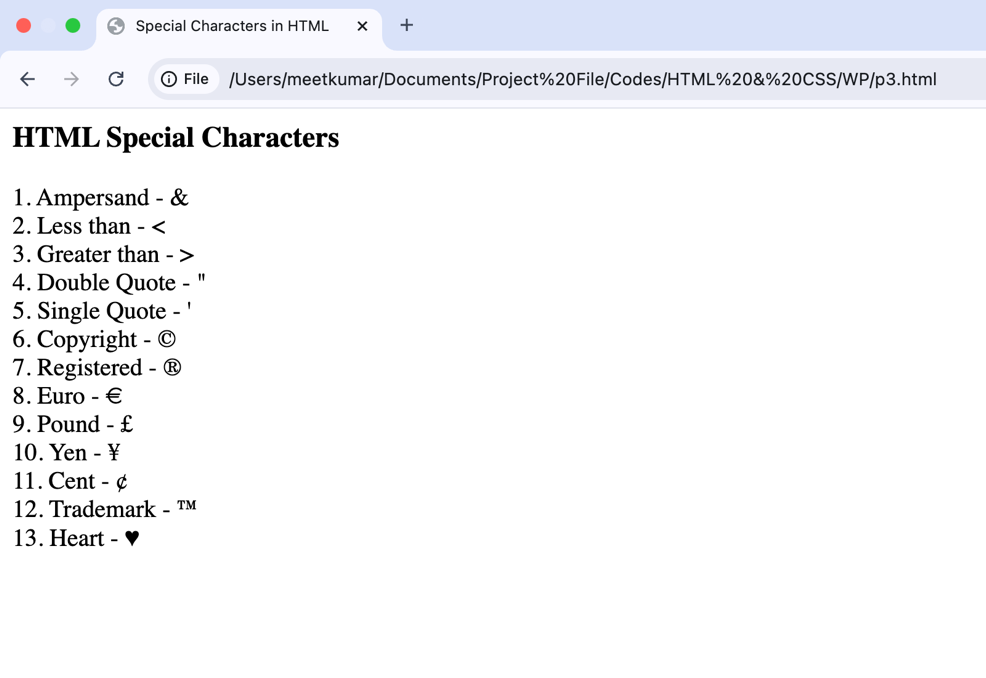 Special Characters in HTML
File /Users/meetkumar/Documents/Project%20File/Codes/HTML%20&%20CSS/WP/p3.html
HTML Special Characters
1. Ampersand - &
2. Less than - <
3. Greater than - >
4. Double Quote - "
5. Single Quote - '
6. Copyright - ©
7. Registered - ®
8. Euro - €
9. Pound - £
10. Yen - ¥
11. Cent - ¢
12. Trademark - ™
13. Heart - ♥